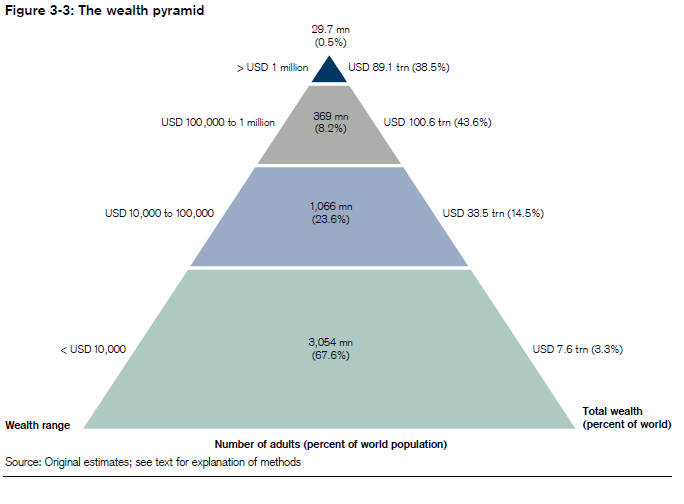 Figure 3-3: The wealth pyramid
29.7 mn
(0.5%)
> USD 1 million
USD 89.1 trn (38.5%)
USD 100,000 to 1 million
369 mn
(8.2%)
USD 100.6 trn (43.6%)
USD 10,000 to 100,000
1,066 mn
(23.6%)
USD 33.5 trn (14.5%)
< USD 10,000
3,054 mn
(67.6%)
USD 7.6 trn (3.3%)
Wealth range
Total wealth
(percent of world)
Number of adults (percent of world population)
Source: Original estimates; see text for explanation of methods